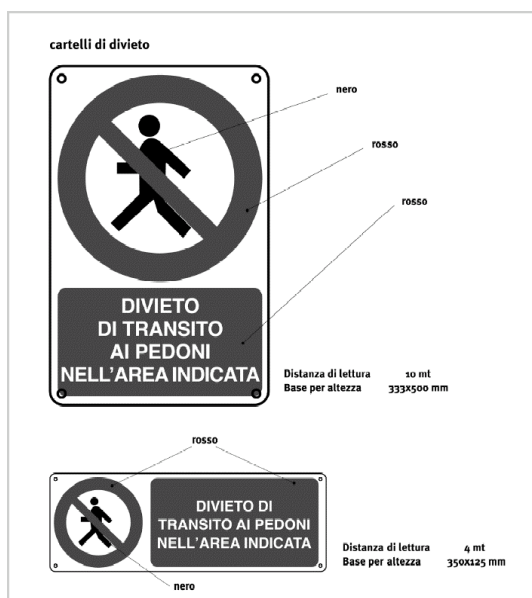 cartelli di divieto
nero
rosso
rosso
DIVIETO
DI TRANSITO
AI PEDONI
NELL'AREA INDICATA
Distanza di lettura 10 mt
Base per altezza 333x500 mm
rosso
DIVIETO DI
TRANSITO AI PEDONI
NELL'AREA INDICATA
Distanza di lettura 4 mt
Base per altezza 350x125 mm
nero